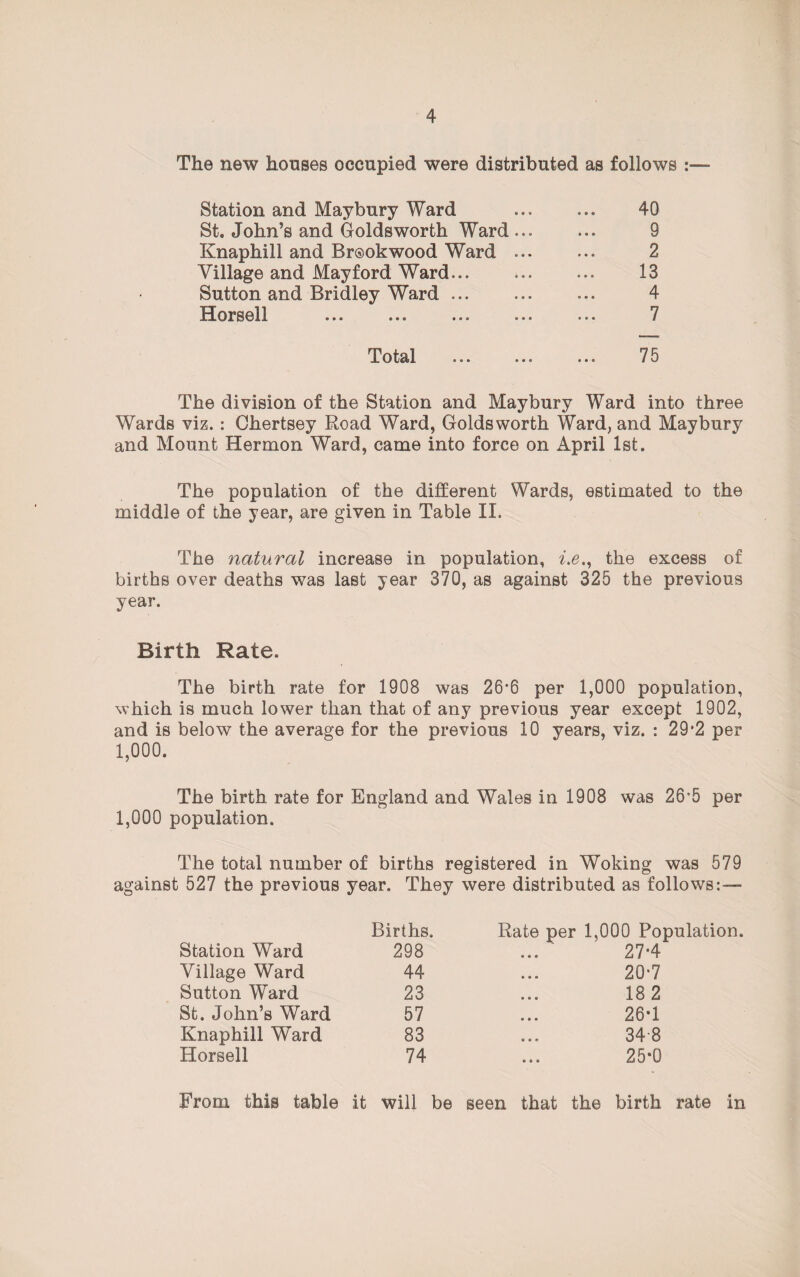 4
The new houses occupied were distributed as follows :—
Station and Maybury Ward ... ... 40
St. John's and Goldsworth Ward ... ... 9
Knaphill and Brookwood Ward ... ... 2
Village and Mayford Ward... ... ... 13
Sutton and Bridley Ward ... ... ... 4
Horsell ... ... ... ... ... 7
Total ... ... ... 75
The division of the Station and Maybury Ward into three
Wards viz. : Chertsey Road Ward, Goldsworth Ward, and Maybury
and Mount Hermon Ward, came into force on April 1st.
The population of the different Wards, estimated to the
middle of the year, are given in Table II.
The natural increase in population, i.e., the excess of
births over deaths was last year 370, as against 325 the previous
year.
Birth Rate.
The birth rate for 1908 was 26·6 per 1,000 population,
which is much lower than that of any previous year except 1902,
and is below the average for the previous 10 years, viz. : 29·2 per
1,000.
The birth rate for England and Wales in 1908 was 26·5 per
1,000 population.
The total number of births registered in Woking was 579
against 527 the previous year. They were distributed as follows:—
Births. Rate per 1,000 Population.
Station Ward 298 ... 27·4
Village Ward 44 ... 20·7
Sutton Ward 23 ... 18 2
St. John's Ward 57 ... 26·1
Knaphill Ward 83 ... 34·8
Horsell 74 ... 25·0
From this table it will be seen that the birth rate in